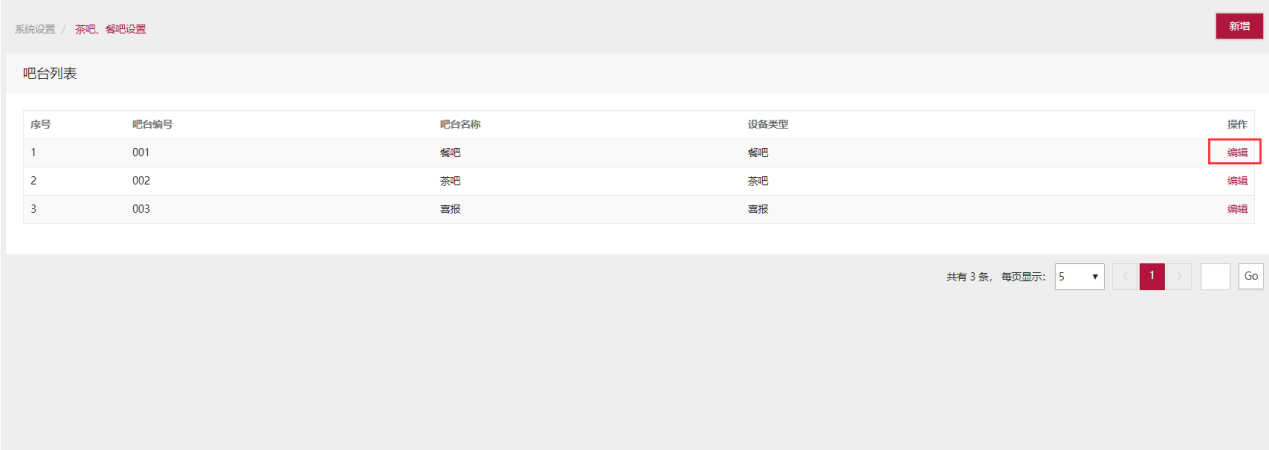 系统设置 / 茶吧、餐吧设置 新增
吧台列表
序号 吧台编号 吧台名称 设备类型 操作
1 001 餐吧 餐吧 编辑
2 002 茶吧 茶吧 编辑
3 003 喜报 喜报 编辑
共有 3 条， 每页显示： 5 ▼ < 1 > Go